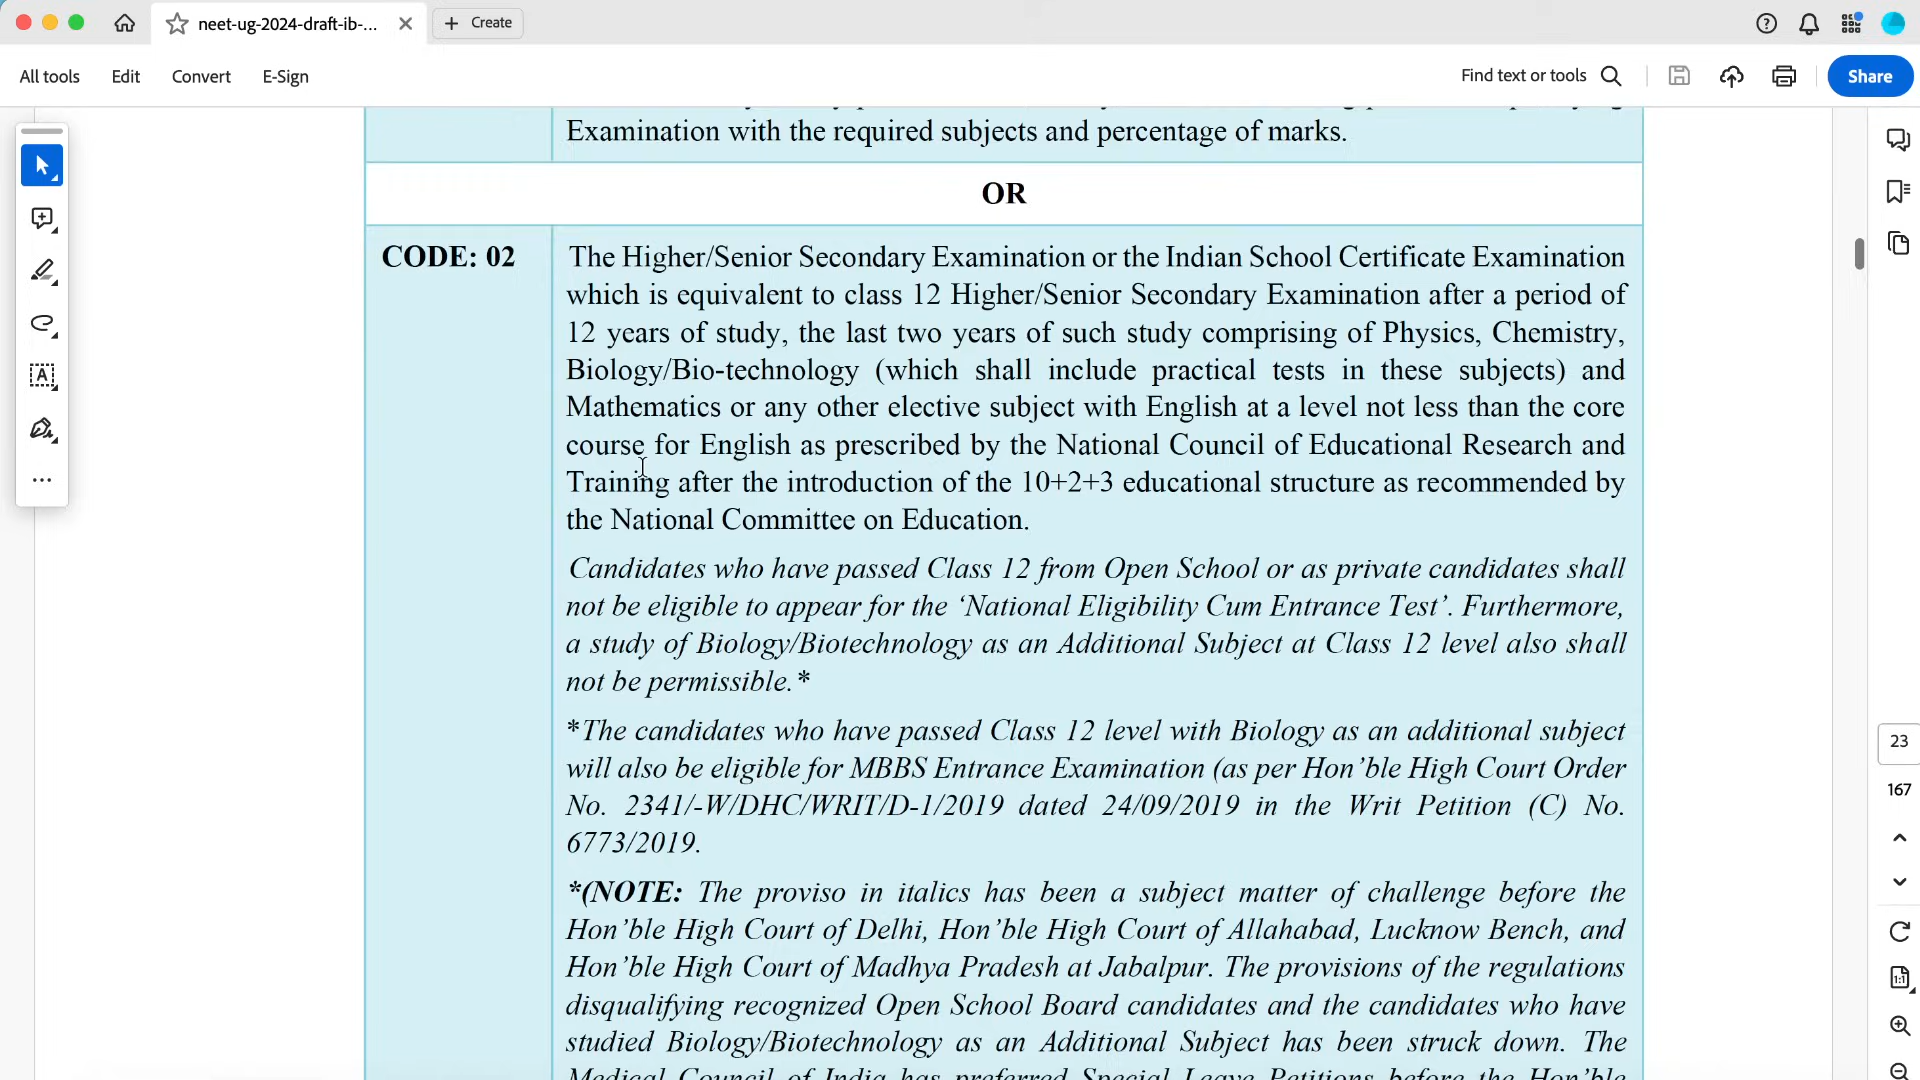 neet-ug-2024-draft-ib-...
Create
All tools
Edit
Convert
E-Sign
Find text or tools
Share
Examination with the required subjects and percentage of marks.
OR
CODE: 02
The Higher/Senior Secondary Examination or the Indian School Certificate Examination
which is equivalent to class 12 Higher/Senior Secondary Examination after a period of
12 years of study, the last two years of such study comprising of Physics, Chemistry,
Biology/Bio-technology (which shall include practical tests in these subjects) and
Mathematics or any other elective subject with English at a level not less than the core
course for English as prescribed by the National Council of Educational Research and
Training after the introduction of the 10+2+3 educational structure as recommended by
the National Committee on Education.
Candidates who have passed Class 12 from Open School or as private candidates shall
not be eligible to appear for the ‘National Eligibility Cum Entrance Test’. Furthermore,
a study of Biology/Biotechnology as an Additional Subject at Class 12 level also shall
not be permissible.*
*The candidates who have passed Class 12 level with Biology as an additional subject
will also be eligible for MBBS Entrance Examination (as per Hon’ble High Court Order
No. 2341/-W/DHC/WRIT/D-1/2019 dated 24/09/2019 in the Writ Petition (C) No.
6773/2019.
*(NOTE: The proviso in italics has been a subject matter of challenge before the
Hon’ble High Court of Delhi, Hon’ble High Court of Allahabad, Lucknow Bench, and
Hon’ble High Court of Madhya Pradesh at Jabalpur. The provisions of the regulations
disqualifying recognized Open School Board candidates and the candidates who have
studied Biology/Biotechnology as an Additional Subject has been struck down. The
Medical Council of India has preferred Special Leave Petitions before the Hon’ble
23
167